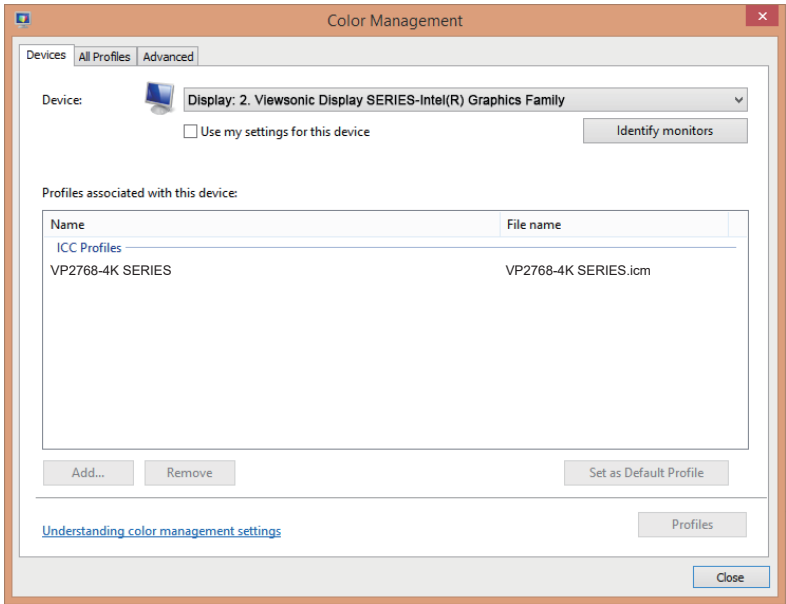 Color Management
Devices All Profiles Advanced
Device: Display: 2. Viewsonic Display SERIES-Intel(R) Graphics Family
Use my settings for this device Identify monitors
Profiles associated with this device:
Name File name
ICC Profiles
VP2768-4K SERIES VP2768-4K SERIES.icm
Add... Remove Set as Default Profile
Understanding color management settings Profiles
Close